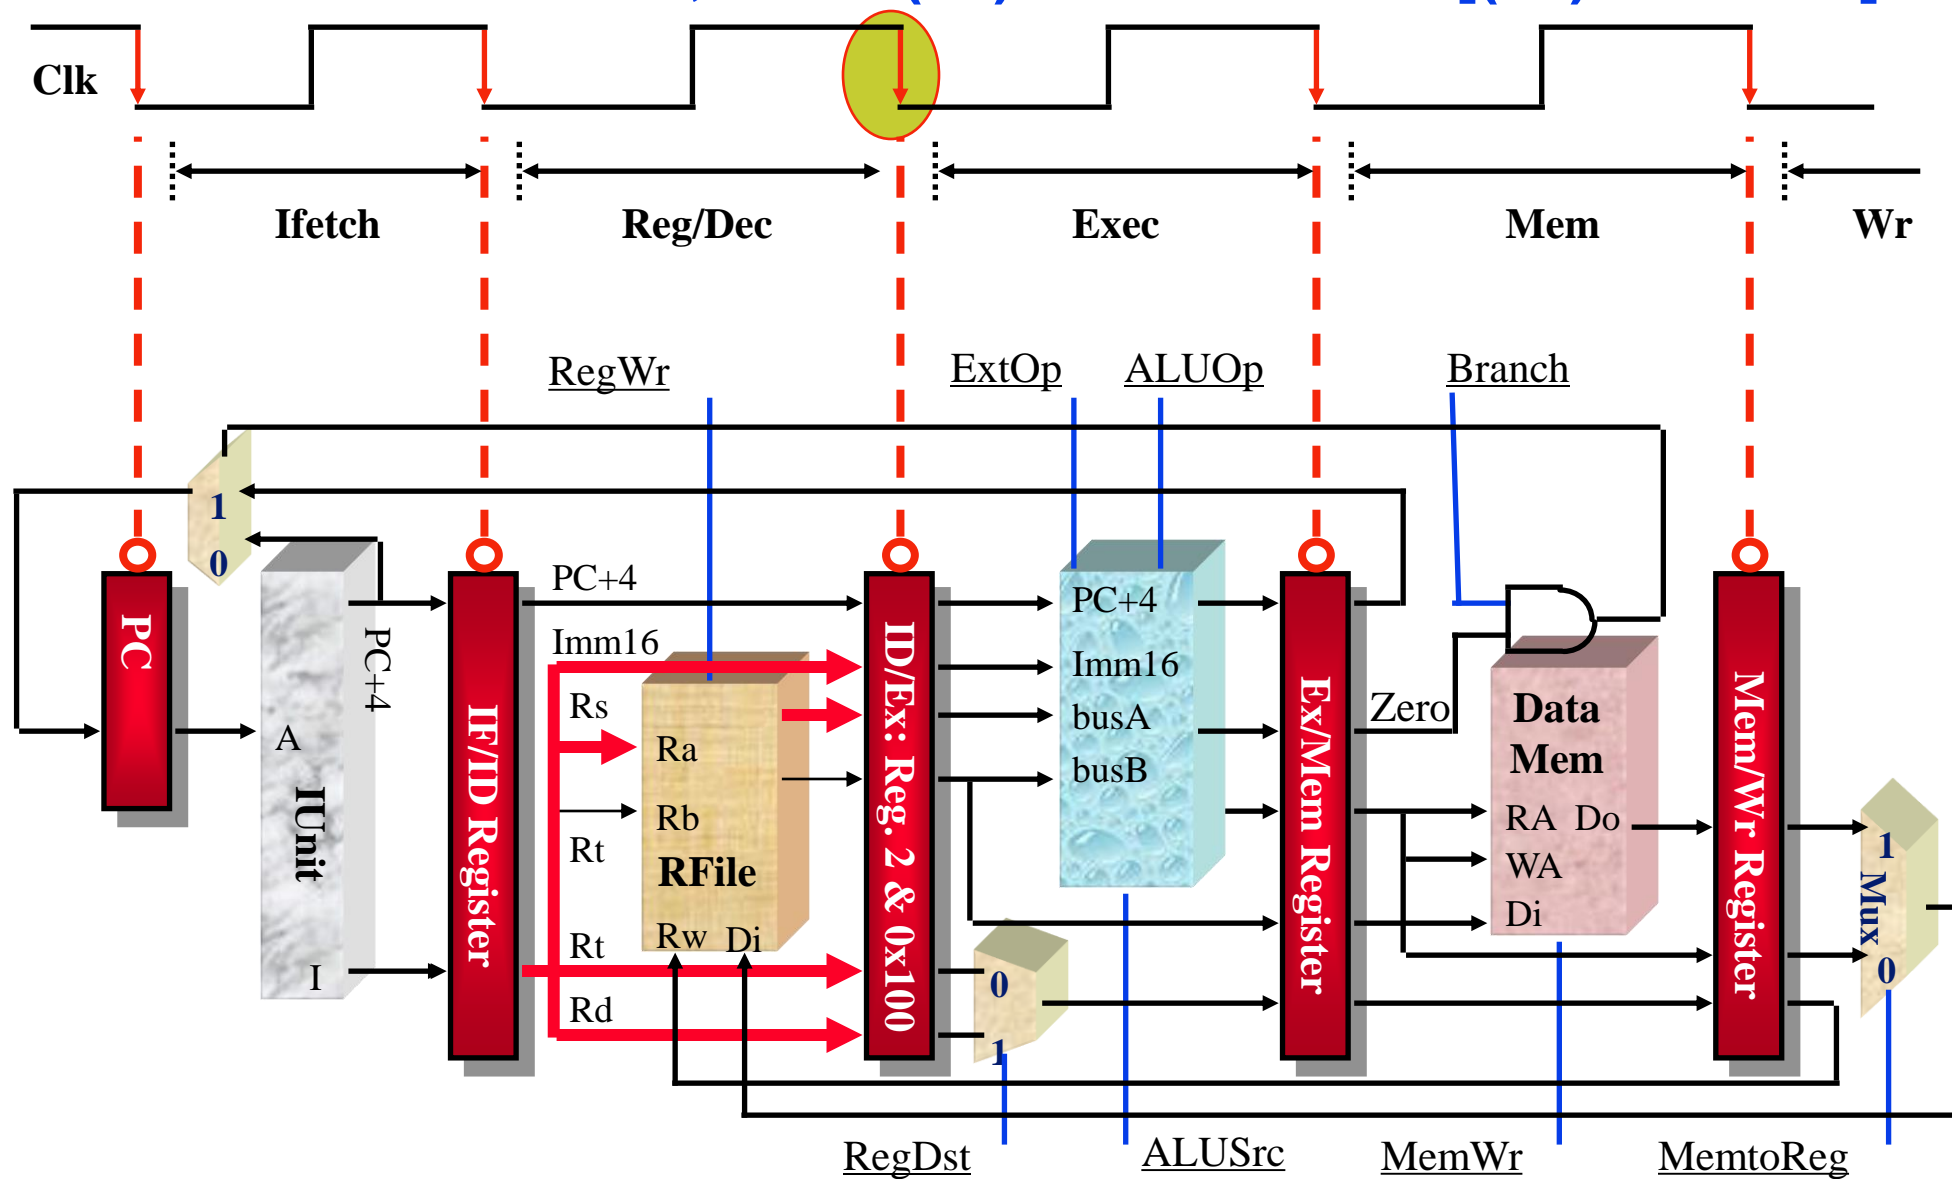 Clk
Ifetch
Reg/Dec
Exec
Mem
Wr
RegWr
ExtOp
ALUOp
Branch
1
0
PC
PC+4
A
IUnit
I
IF/ID Register
PC+4
Imm16
Rs
Ra
Rb
Rt
RFile
Rw Di
Rt
Rd
ID/Ex: Reg. 2 & 0x100
PC+4
Imm16
busA
busB
0
1
Ex/Mem Register
Zero
Data
Mem
RA Do
WA
Di
Mem/Wr Register
1
Mux
0
RegDst
ALUSrc
MemWr
MemtoReg